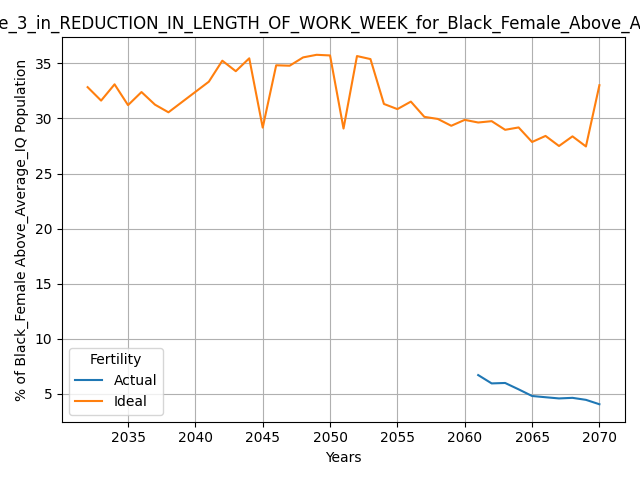 e_3_in_REDUCTION_IN_LENGTH_OF_WORK_WEEK_for_Black_Female_Above_A
% of Black_Female Above_Average_IQ Population
35
30
25
20
15
10
5
Fertility
Actual
Ideal
2035 2040 2045 2050 2055 2060 2065 2070
Years